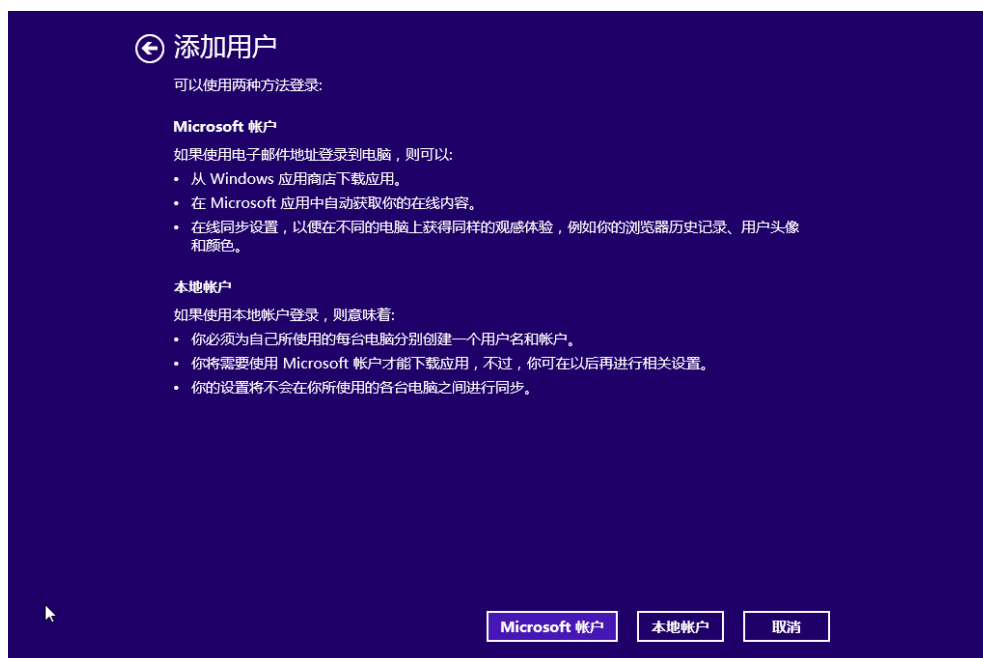 添加用户
可以使用两种方法登录:
Microsoft 帐户
如果使用电子邮件地址登录到电脑，则可以:
• 从 Windows 应用商店下载应用。
• 在 Microsoft 应用中自动获取你的在线内容。
• 在线同步设置，以便在不同的电脑上获得同样的观感体验，例如你的浏览器历史记录、用户头像
和颜色。
本地帐户
如果使用本地帐户登录，则意味着:
• 你必须为自己所使用的每台电脑分别创建一个用户名和帐户。
• 你将需要使用 Microsoft 帐户才能下载应用，不过，你可在以后再进行相关设置。
• 你的设置将不会在你所使用的各台电脑之间进行同步。
Microsoft 帐户 本地帐户 取消